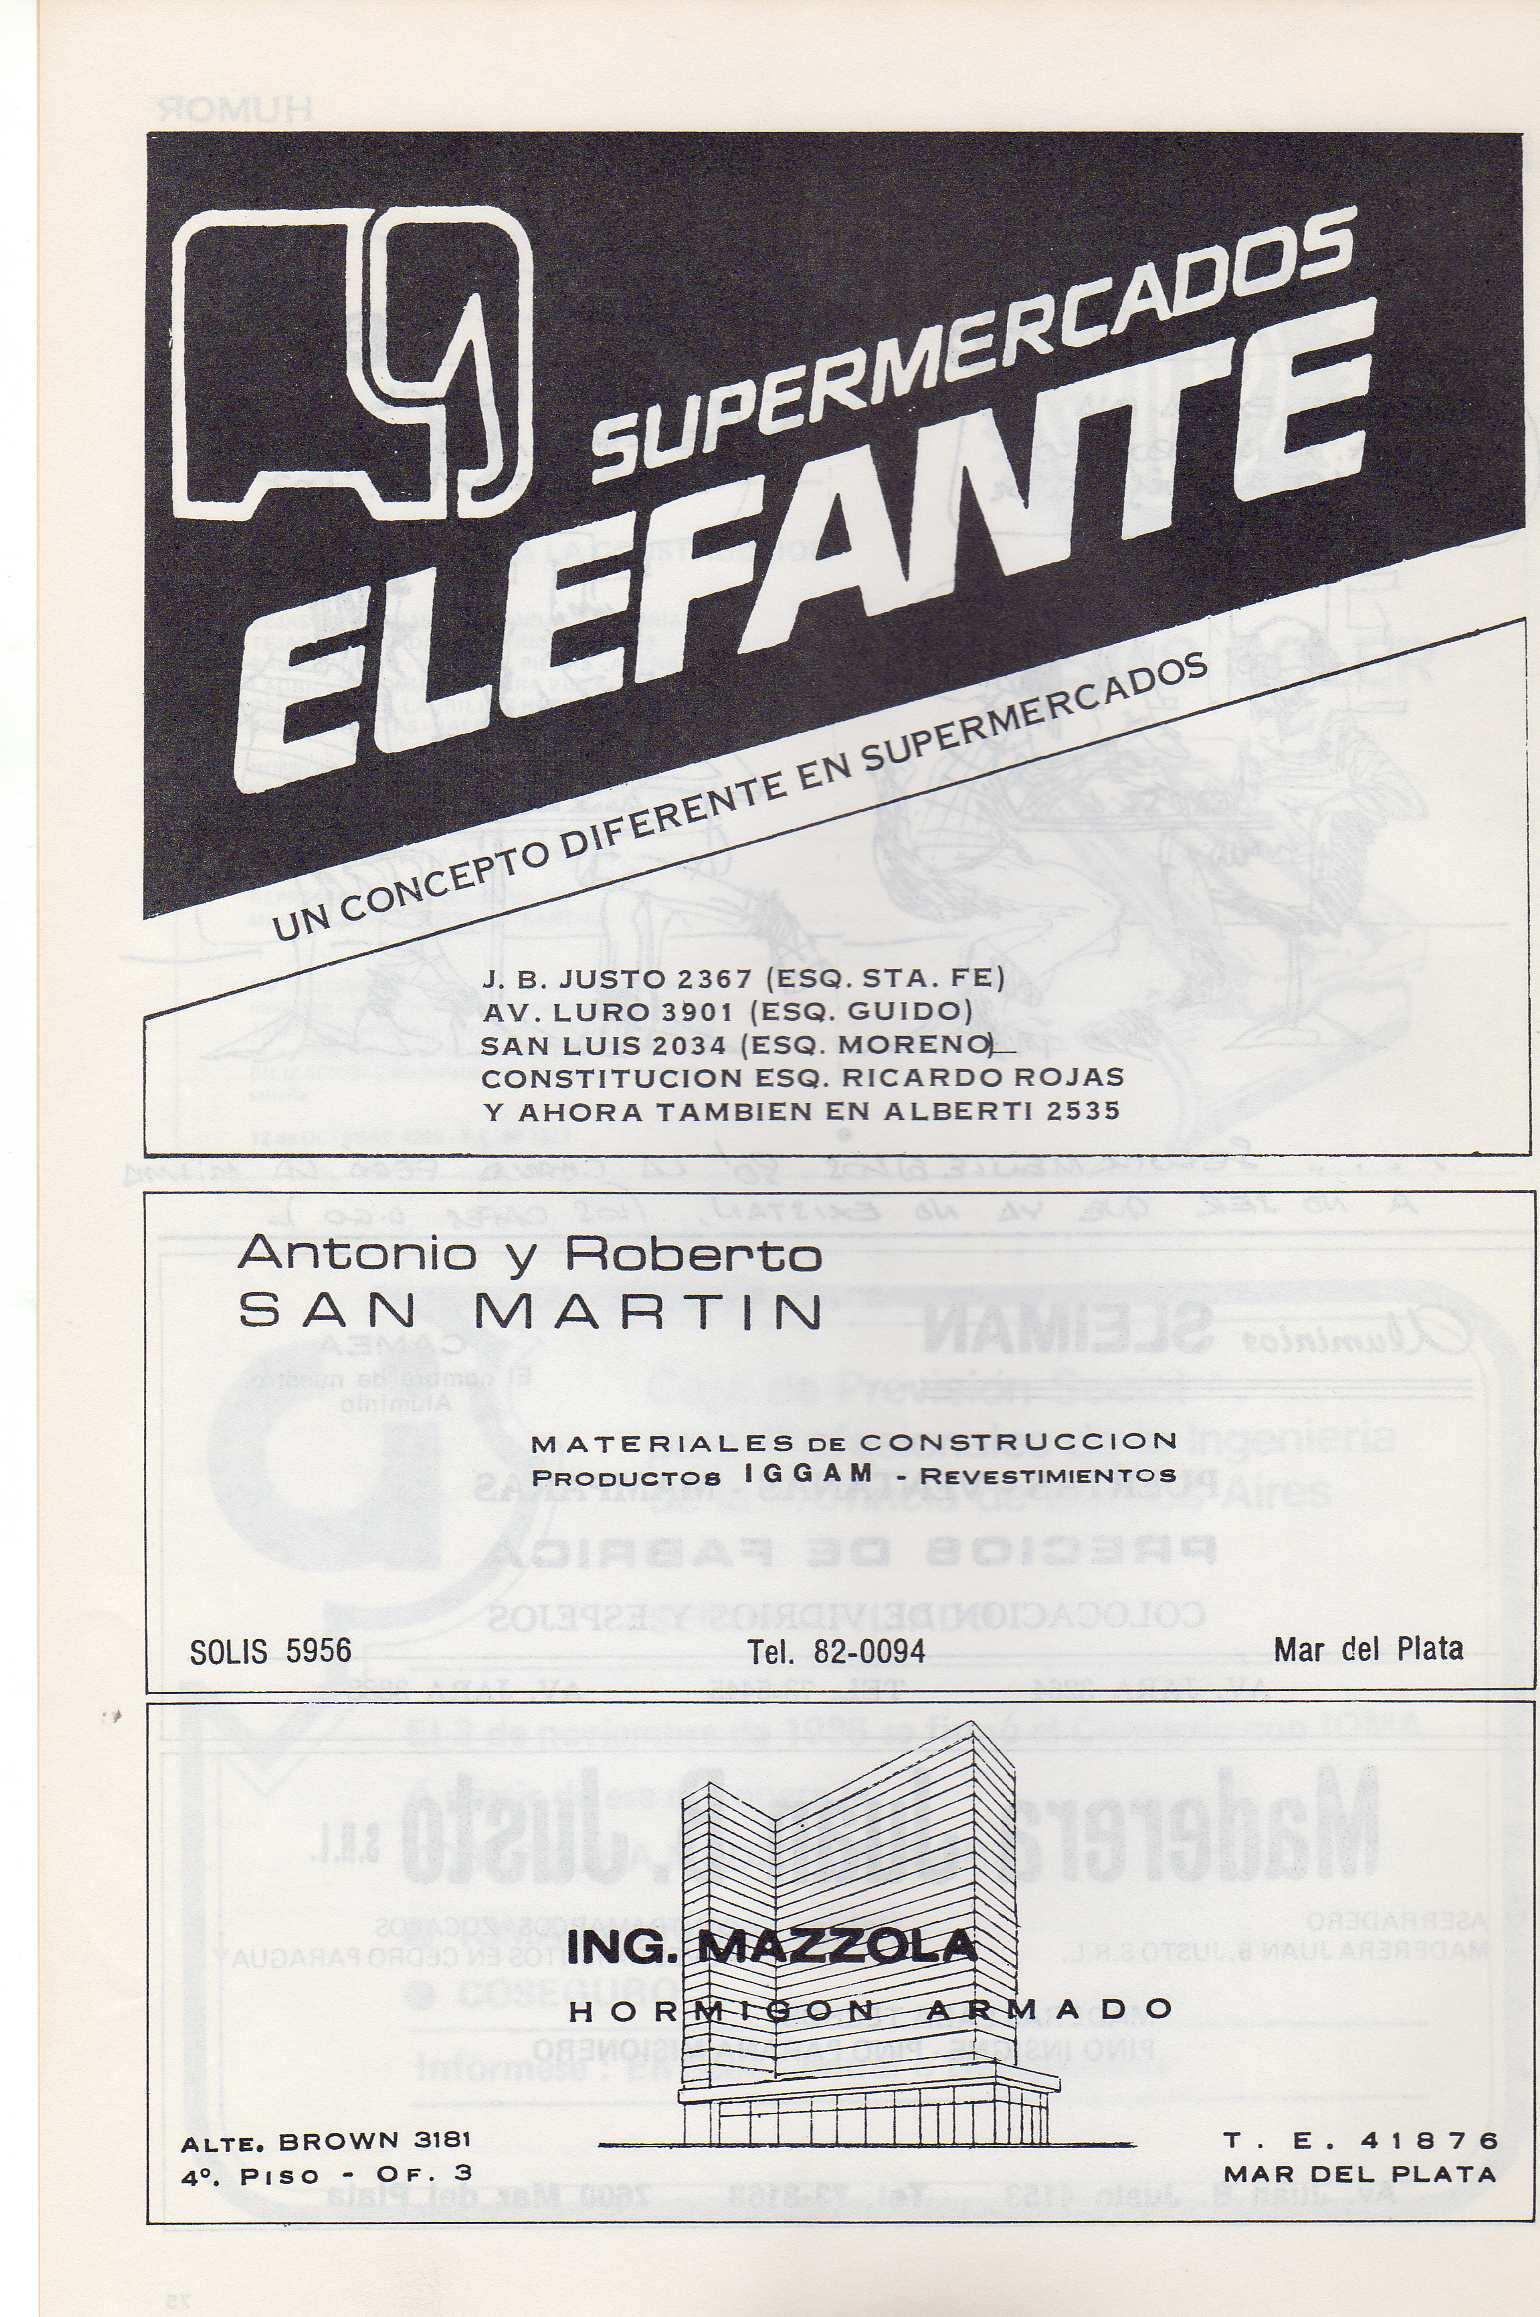 SUPERMERCADOS
ELEFANTE
UN CONCEPTO DIFERENTE EN SUPERMERCADOS
J. B. JUSTO 2367 (ESQ. STA. FE)
AV. LURO 3901 (ESQ. GUIDO)
SAN LUIS 2034 (ESQ. MORENO)
CONSTITUCION ESQ. RICARDO ROJAS
Y AHORA TAMBIEN EN ALBERTI 2535
Antonio y Roberto
SAN MARTIN
MATERIALES DE CONSTRUCCION
PRODUCTOS IGGAM - REVESTIMIENTOS
SOLIS 5956 Tel. 82-0094 Mar del Plata
ING. MAZZOLA
HORMIGON ARMADO
ALTE. BROWN 3181
4º. PISO - OF. 3
T. E. 41876
MAR DEL PLATA